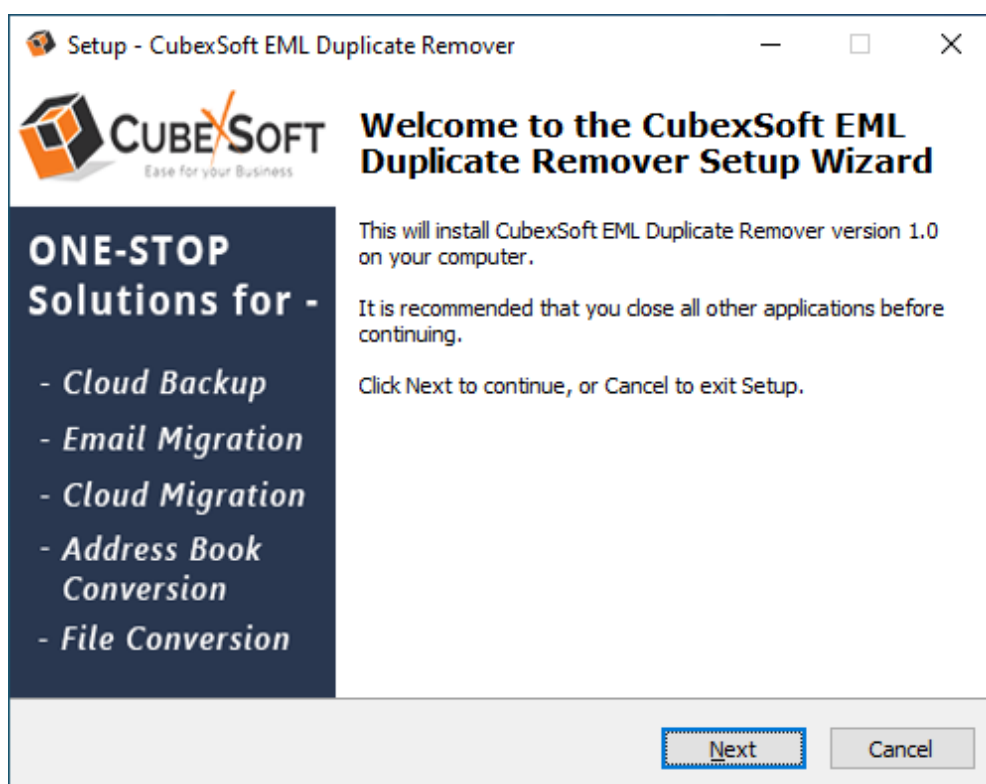 Setup - CubexSoft EML Duplicate Remover
CUBEXSOFT
Ease for your Business
Welcome to the CubexSoft EML
Duplicate Remover Setup Wizard
This will install CubexSoft EML Duplicate Remover version 1.0
on your computer.
It is recommended that you close all other applications before
continuing.
Click Next to continue, or Cancel to exit Setup.
ONE-STOP
Solutions for -
- Cloud Backup
- Email Migration
- Cloud Migration
- Address Book
Conversion
- File Conversion
Next
Cancel